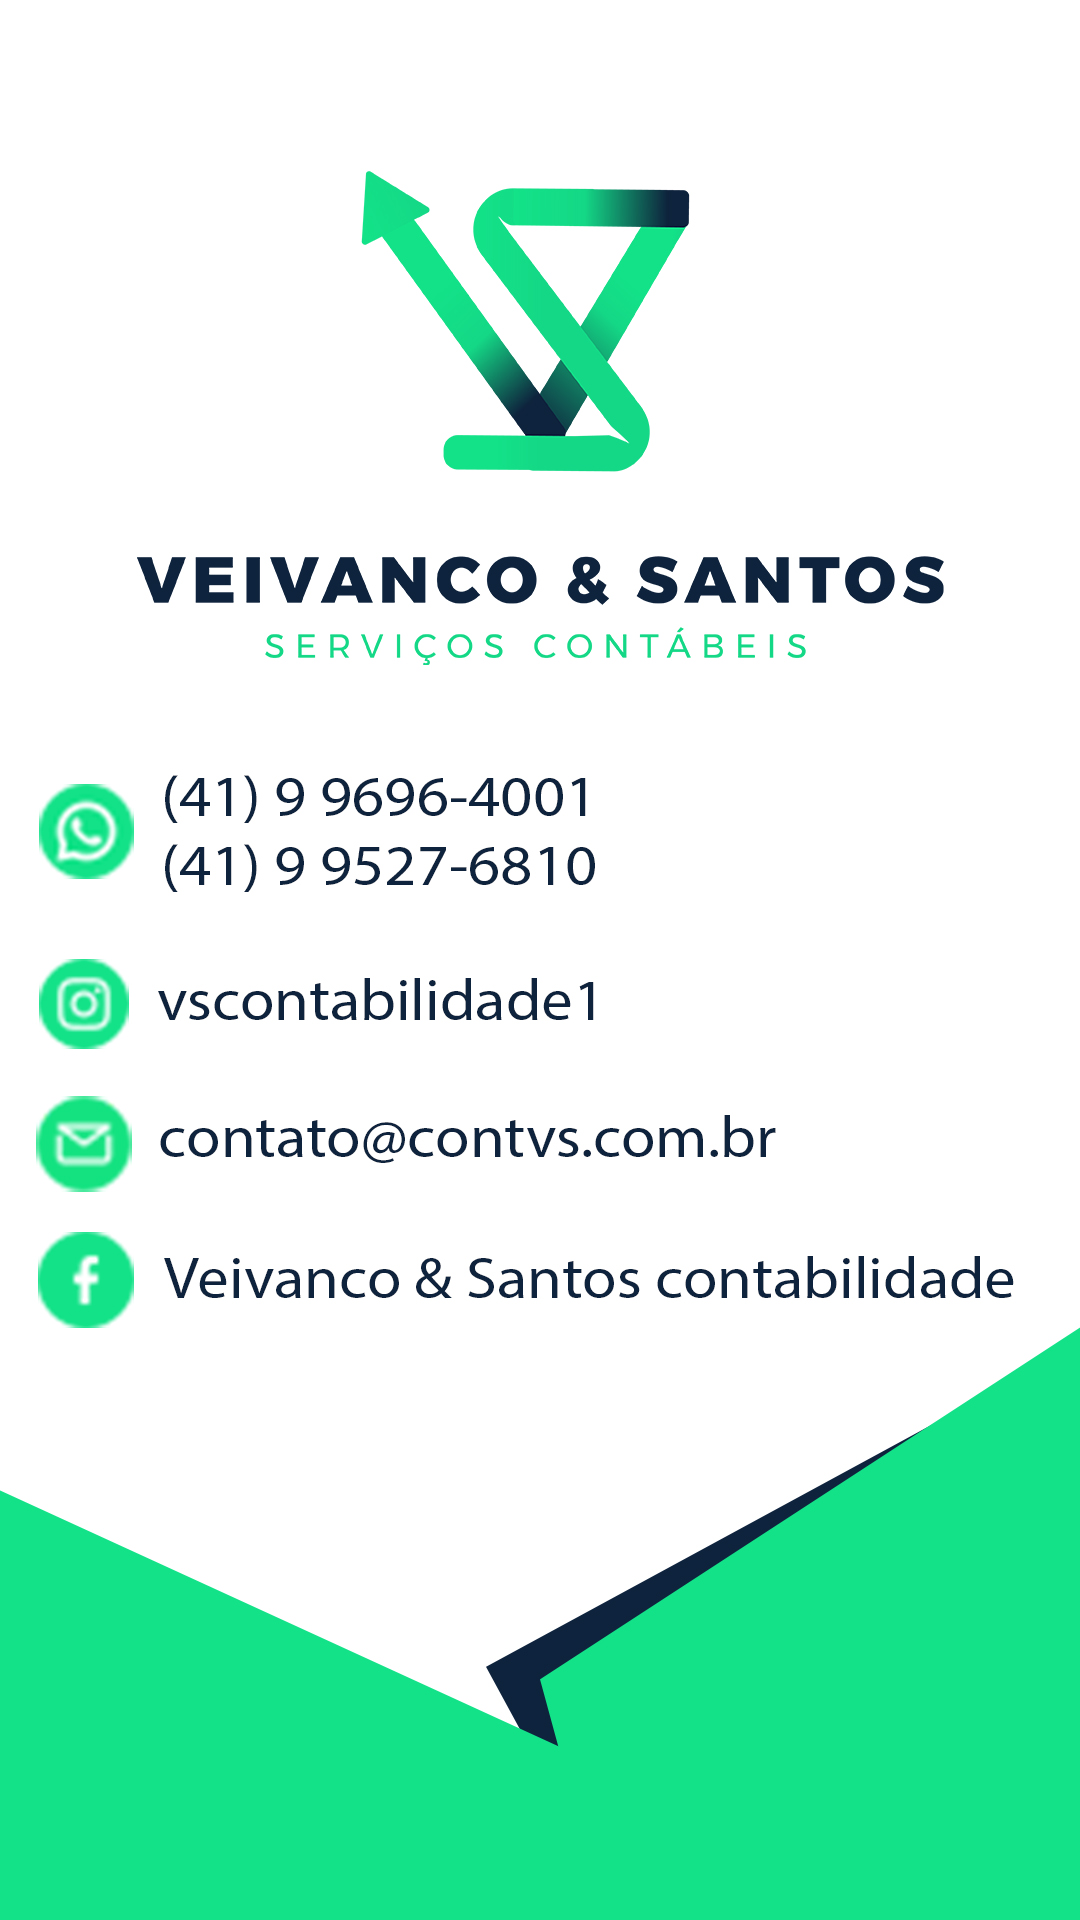 VEIVANCO & SANTOS
SERVIÇOS CONTÁBEIS
(41) 9 9696-4001
(41) 9 9527-6810
vscontabilidade1
contato@contvs.com.br
Veivanco & Santos contabilidade